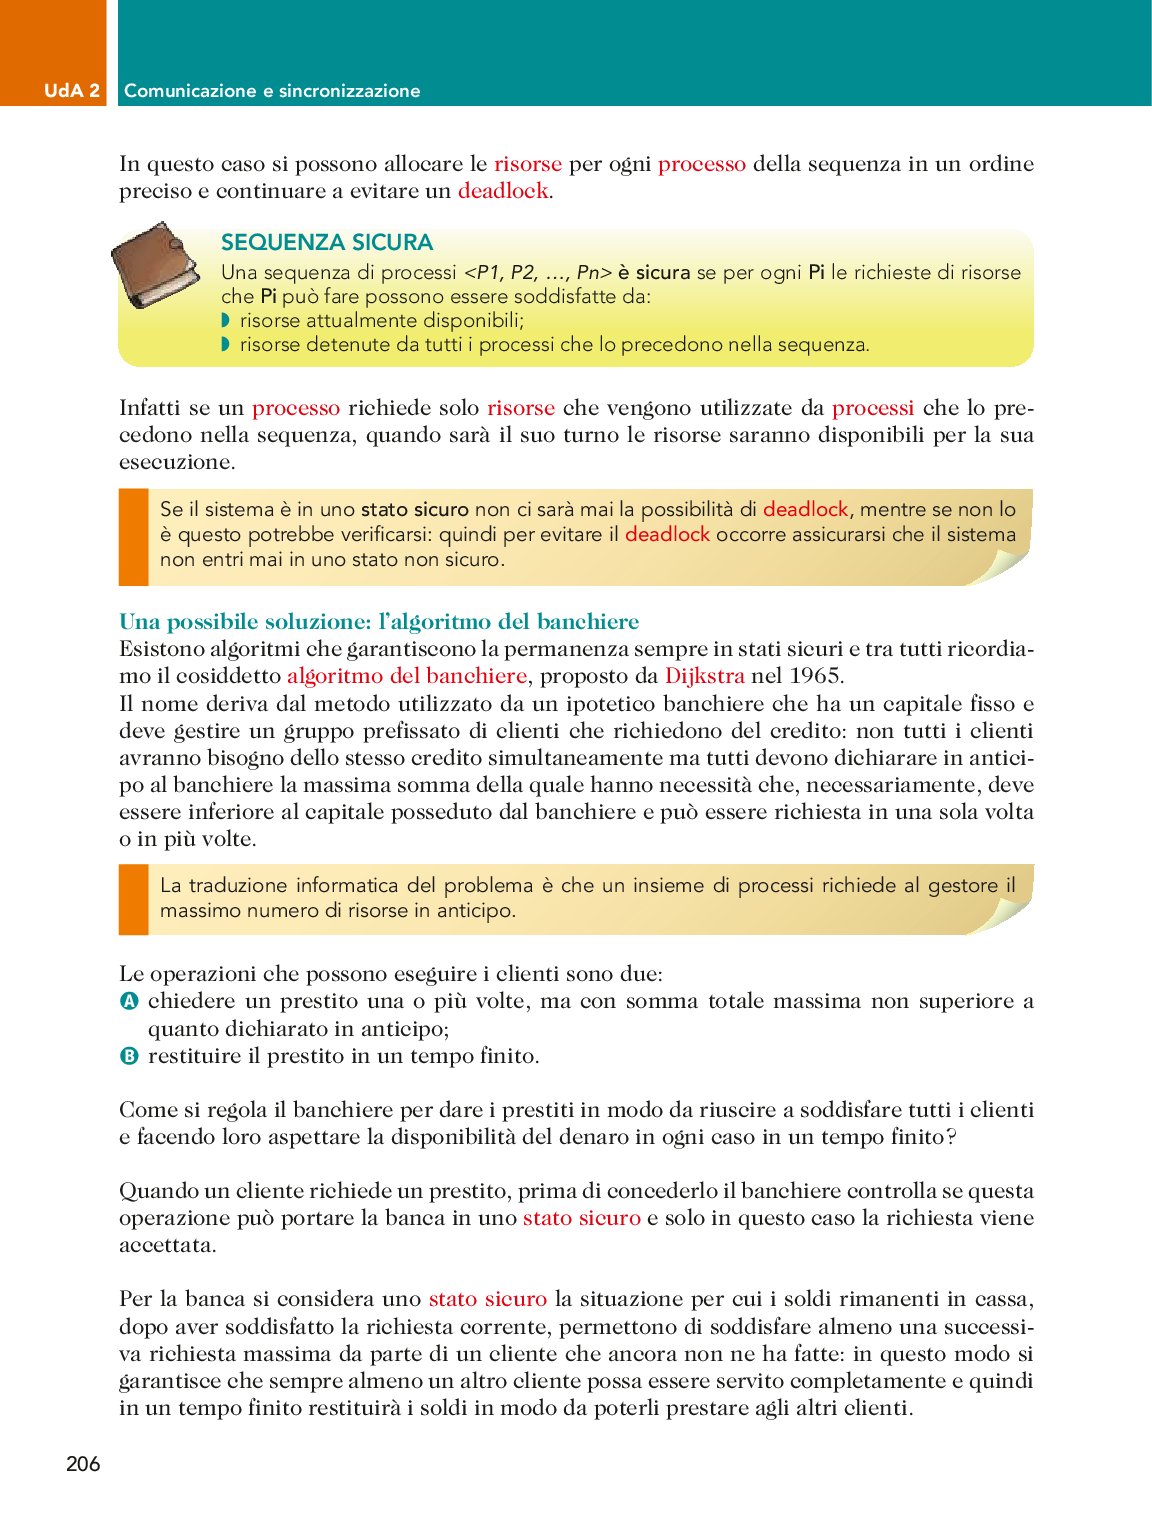 UdA 2 Comunicazione e sincronizzazione
In questo caso si possono allocare le risorse per ogni processo della sequenza in un ordine
preciso e continuare a evitare un deadlock.
SEQUENZA SICURA
Una sequenza di processi <P1, P2, …, Pn> è sicura se per ogni Pi le richieste di risorse
che Pi può fare possono essere soddisfatte da:
◗ risorse attualmente disponibili;
◗ risorse detenute da tutti i processi che lo precedono nella sequenza.
Infatti se un processo richiede solo risorse che vengono utilizzate da processi che lo pre-
cedono nella sequenza, quando sarà il suo turno le risorse saranno disponibili per la sua
esecuzione.
Se il sistema è in uno stato sicuro non ci sarà mai la possibilità di deadlock, mentre se non lo
è questo potrebbe verificarsi: quindi per evitare il deadlock occorre assicurarsi che il sistema
non entri mai in uno stato non sicuro.
Una possibile soluzione: l'algoritmo del banchiere
Esistono algoritmi che garantiscono la permanenza sempre in stati sicuri e tra tutti ricordia-
mo il cosiddetto algoritmo del banchiere, proposto da Dijkstra nel 1965.
Il nome deriva dal metodo utilizzato da un ipotetico banchiere che ha un capitale fisso e
deve gestire un gruppo prefissato di clienti che richiedono del credito: non tutti i clienti
avranno bisogno dello stesso credito simultaneamente ma tutti devono dichiarare in antici-
po al banchiere la massima somma della quale hanno necessità che, necessariamente, deve
essere inferiore al capitale posseduto dal banchiere e può essere richiesta in una sola volta
o in più volte.
La traduzione informatica del problema è che un insieme di processi richiede al gestore il
massimo numero di risorse in anticipo.
Le operazioni che possono eseguire i clienti sono due:
A chiedere un prestito una o più volte, ma con somma totale massima non superiore a
quanto dichiarato in anticipo;
B restituire il prestito in un tempo finito.
Come si regola il banchiere per dare i prestiti in modo da riuscire a soddisfare tutti i clienti
e facendo loro aspettare la disponibilità del denaro in ogni caso in un tempo finito?
Quando un cliente richiede un prestito, prima di concederlo il banchiere controlla se questa
operazione può portare la banca in uno stato sicuro e solo in questo caso la richiesta viene
accettata.
Per la banca si considera uno stato sicuro la situazione per cui i soldi rimanenti in cassa,
dopo aver soddisfatto la richiesta corrente, permettono di soddisfare almeno una successi-
va richiesta massima da parte di un cliente che ancora non ne ha fatte: in questo modo si
garantisce che sempre almeno un altro cliente possa essere servito completamente e quindi
in un tempo finito restituirà i soldi in modo da poterli prestare agli altri clienti.
206